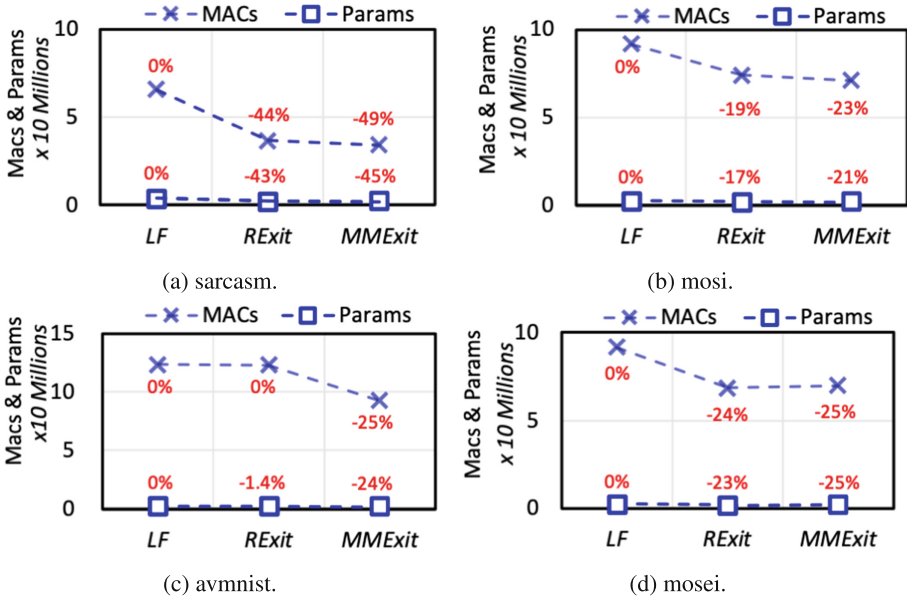 MACs Params
Macs & Params
x 10 Millions
10
5
0
0%
-44%
-49%
0%
-43%
-45%
LF RExit MMExit
(a) sarcasm.
MACs Params
Macs & Params
x 10 Millions
10
5
0
0%
-19%
-23%
0%
-17%
-21%
LF RExit MMExit
(b) mosi.
MACs Params
Macs & Params
x10 Millions
15
10
5
0
0%
0%
-25%
0%
-1.4%
-24%
LF RExit MMExit
(c) avmnist.
MACs Params
Macs & Params
x 10 Millions
10
5
0
0%
-24%
-25%
0%
-23%
-25%
LF RExit MMExit
(d) mosei.